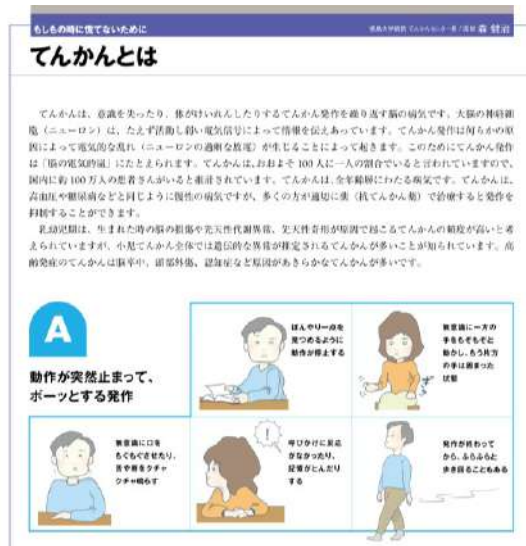 もしもの時に慌てないために
徳島大学病院 てんかんセンター長／医師 森 健治
てんかんとは
てんかんは、意識を失ったり、体がけいれんしたりするてんかん発作を繰り返す脳の病気です。大脳の神経細
胞（ニューロン）は、たえず活動し弱い電気信号によって情報を伝えあっています。てんかん発作は何らかの原
因によって電気的な乱れ（ニューロンの過剰な放電）が生じることによって起きます。このためにてんかん発作
は「脳の電気的嵐」にたとえられます。てんかんは、おおよそ100人に一人の割合でいると言われていますので、
国内に約100万人の患者さんがいると推計されています。てんかんは、全年齢層にわたる病気です。てんかんは、
高血圧や糖尿病などと同じように慢性の病気ですが、多くの方が適切に薬（抗てんかん薬）で治療すると発作を
抑制することができます。
乳幼児期は、生まれた時の脳の損傷や先天性代謝異常、先天性奇形が原因で起こるてんかんの頻度が高いと考
えられていますが、小児てんかん全体では遺伝的な異常が推定されるてんかんが多いことが知られています。高
齢発症のてんかんは脳卒中、頭部外傷、認知症など原因があきらかなてんかんが多いです。
A
動作が突然止まって、
ボーッとする発作
ぼんやり一点を
見つめるように
動作が停止する
無意識に一方の
手をもぞもぞと
動かし、もう片方
の手は固まった
状態
無意識に口を
もぐもぐさせたり、
舌や唇をクチャ
クチャ鳴らす
!
呼びかけに反応
がなかったり、
記憶がとんだり
する
発作が終わって
から、ふらふらと
歩き回ることもある